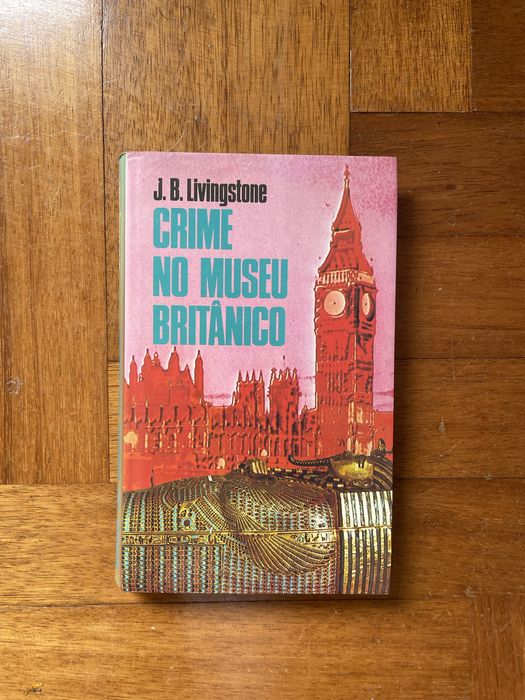 J. B. Livingstone
CRIME
NO MUSEU
BRITÂNICO